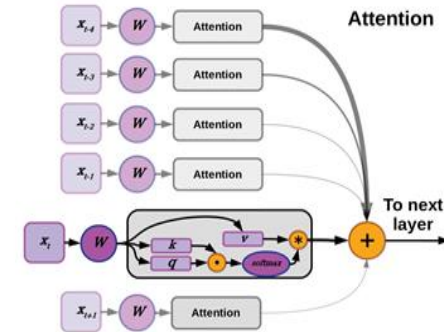 Attention
x_{t-4} W Attention
x_{t-3} W Attention
x_{t-2} W Attention
x_{t-1} W Attention
To next
layer
x_t W k q v softmax * +
x_{t+1} W Attention